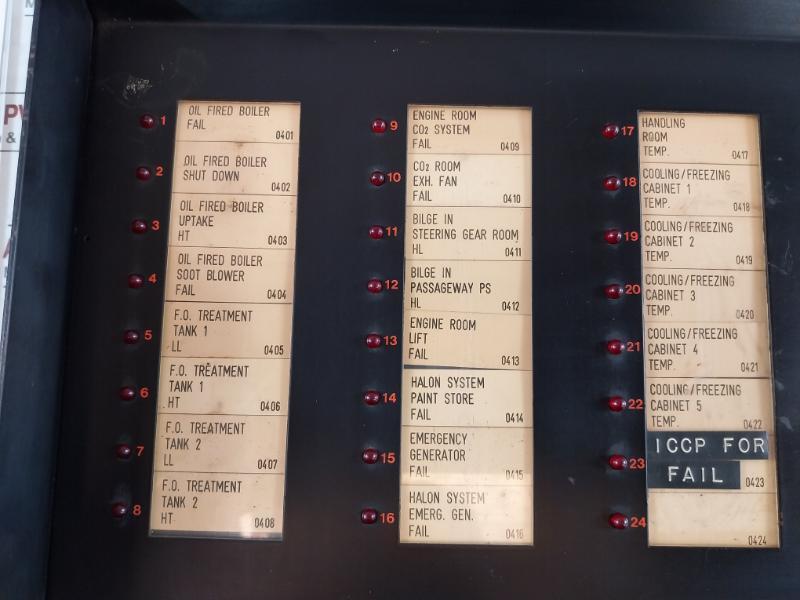 1
OIL FIRED BOILER
FAIL
0401
2
OIL FIRED BOILER
SHUT DOWN
0402
3
OIL FIRED BOILER
UPTAKE
HT 0403
4
OIL FIRED BOILER
SOOT BLOWER
FAIL 0404
5
F.O. TREATMENT
TANK 1
LL 0405
6
F.O. TREATMENT
TANK 1
HT 0406
7
F.O. TREATMENT
TANK 2
LL 0407
8
F.O. TREATMENT
TANK 2
HT 0408
9
ENGINE ROOM
CO2 SYSTEM
FAIL 0409
10
CO2 ROOM
EXH. FAN
FAIL 0410
11
BILGE IN
STEERING GEAR ROOM
HL 0411
12
BILGE IN
PASSAGEWAY PS
HL 0412
13
ENGINE ROOM
LIFT
FAIL 0413
14
HALON SYSTEM
PAINT STORE
FAIL 0414
15
EMERGENCY
GENERATOR
FAIL 0415
16
HALON SYSTEM
EMERG. GEN.
FAIL 0416
17
HANDLING
ROOM
TEMP. 0417
18
COOLING/FREEZING
CABINET 1
TEMP. 0418
19
COOLING/FREEZING
CABINET 2
TEMP. 0419
20
COOLING/FREEZING
CABINET 3
TEMP. 0420
21
COOLING/FREEZING
CABINET 4
TEMP. 0421
22
COOLING/FREEZING
CABINET 5
TEMP. 0422
23
ICCP FOR
FAIL 0423
24
0424